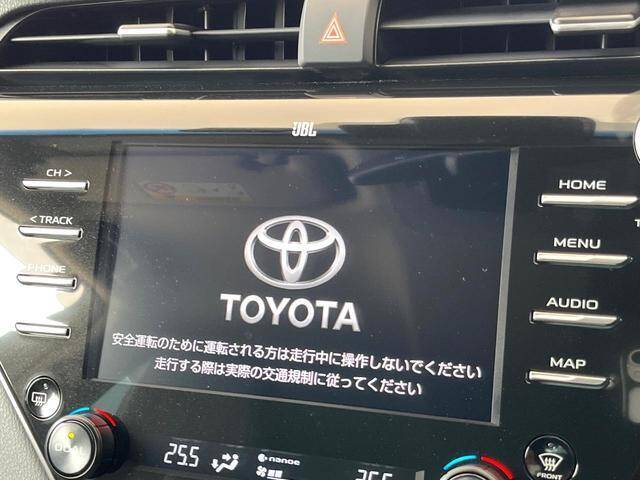 JBL
CH >
< TRACK
PHONE
HOME
MENU
AUDIO
MAP
TOYOTA
安全運転のために運転される方は走行中に操作しないでください
走行する際は実際の交通規制に従ってください
DUAL
25.5
nanoe
FRONT